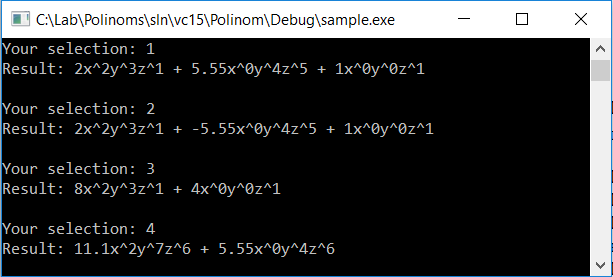 C:\Lab\Polinoms\sln\vc15\Polinom\Debug\sample.exe
Your selection: 1
Result: 2x^2y^3z^1 + 5.55x^0y^4z^5 + 1x^0y^0z^1
Your selection: 2
Result: 2x^2y^3z^1 + -5.55x^0y^4z^5 + 1x^0y^0z^1
Your selection: 3
Result: 8x^2y^3z^1 + 4x^0y^0z^1
Your selection: 4
Result: 11.1x^2y^7z^6 + 5.55x^0y^4z^6